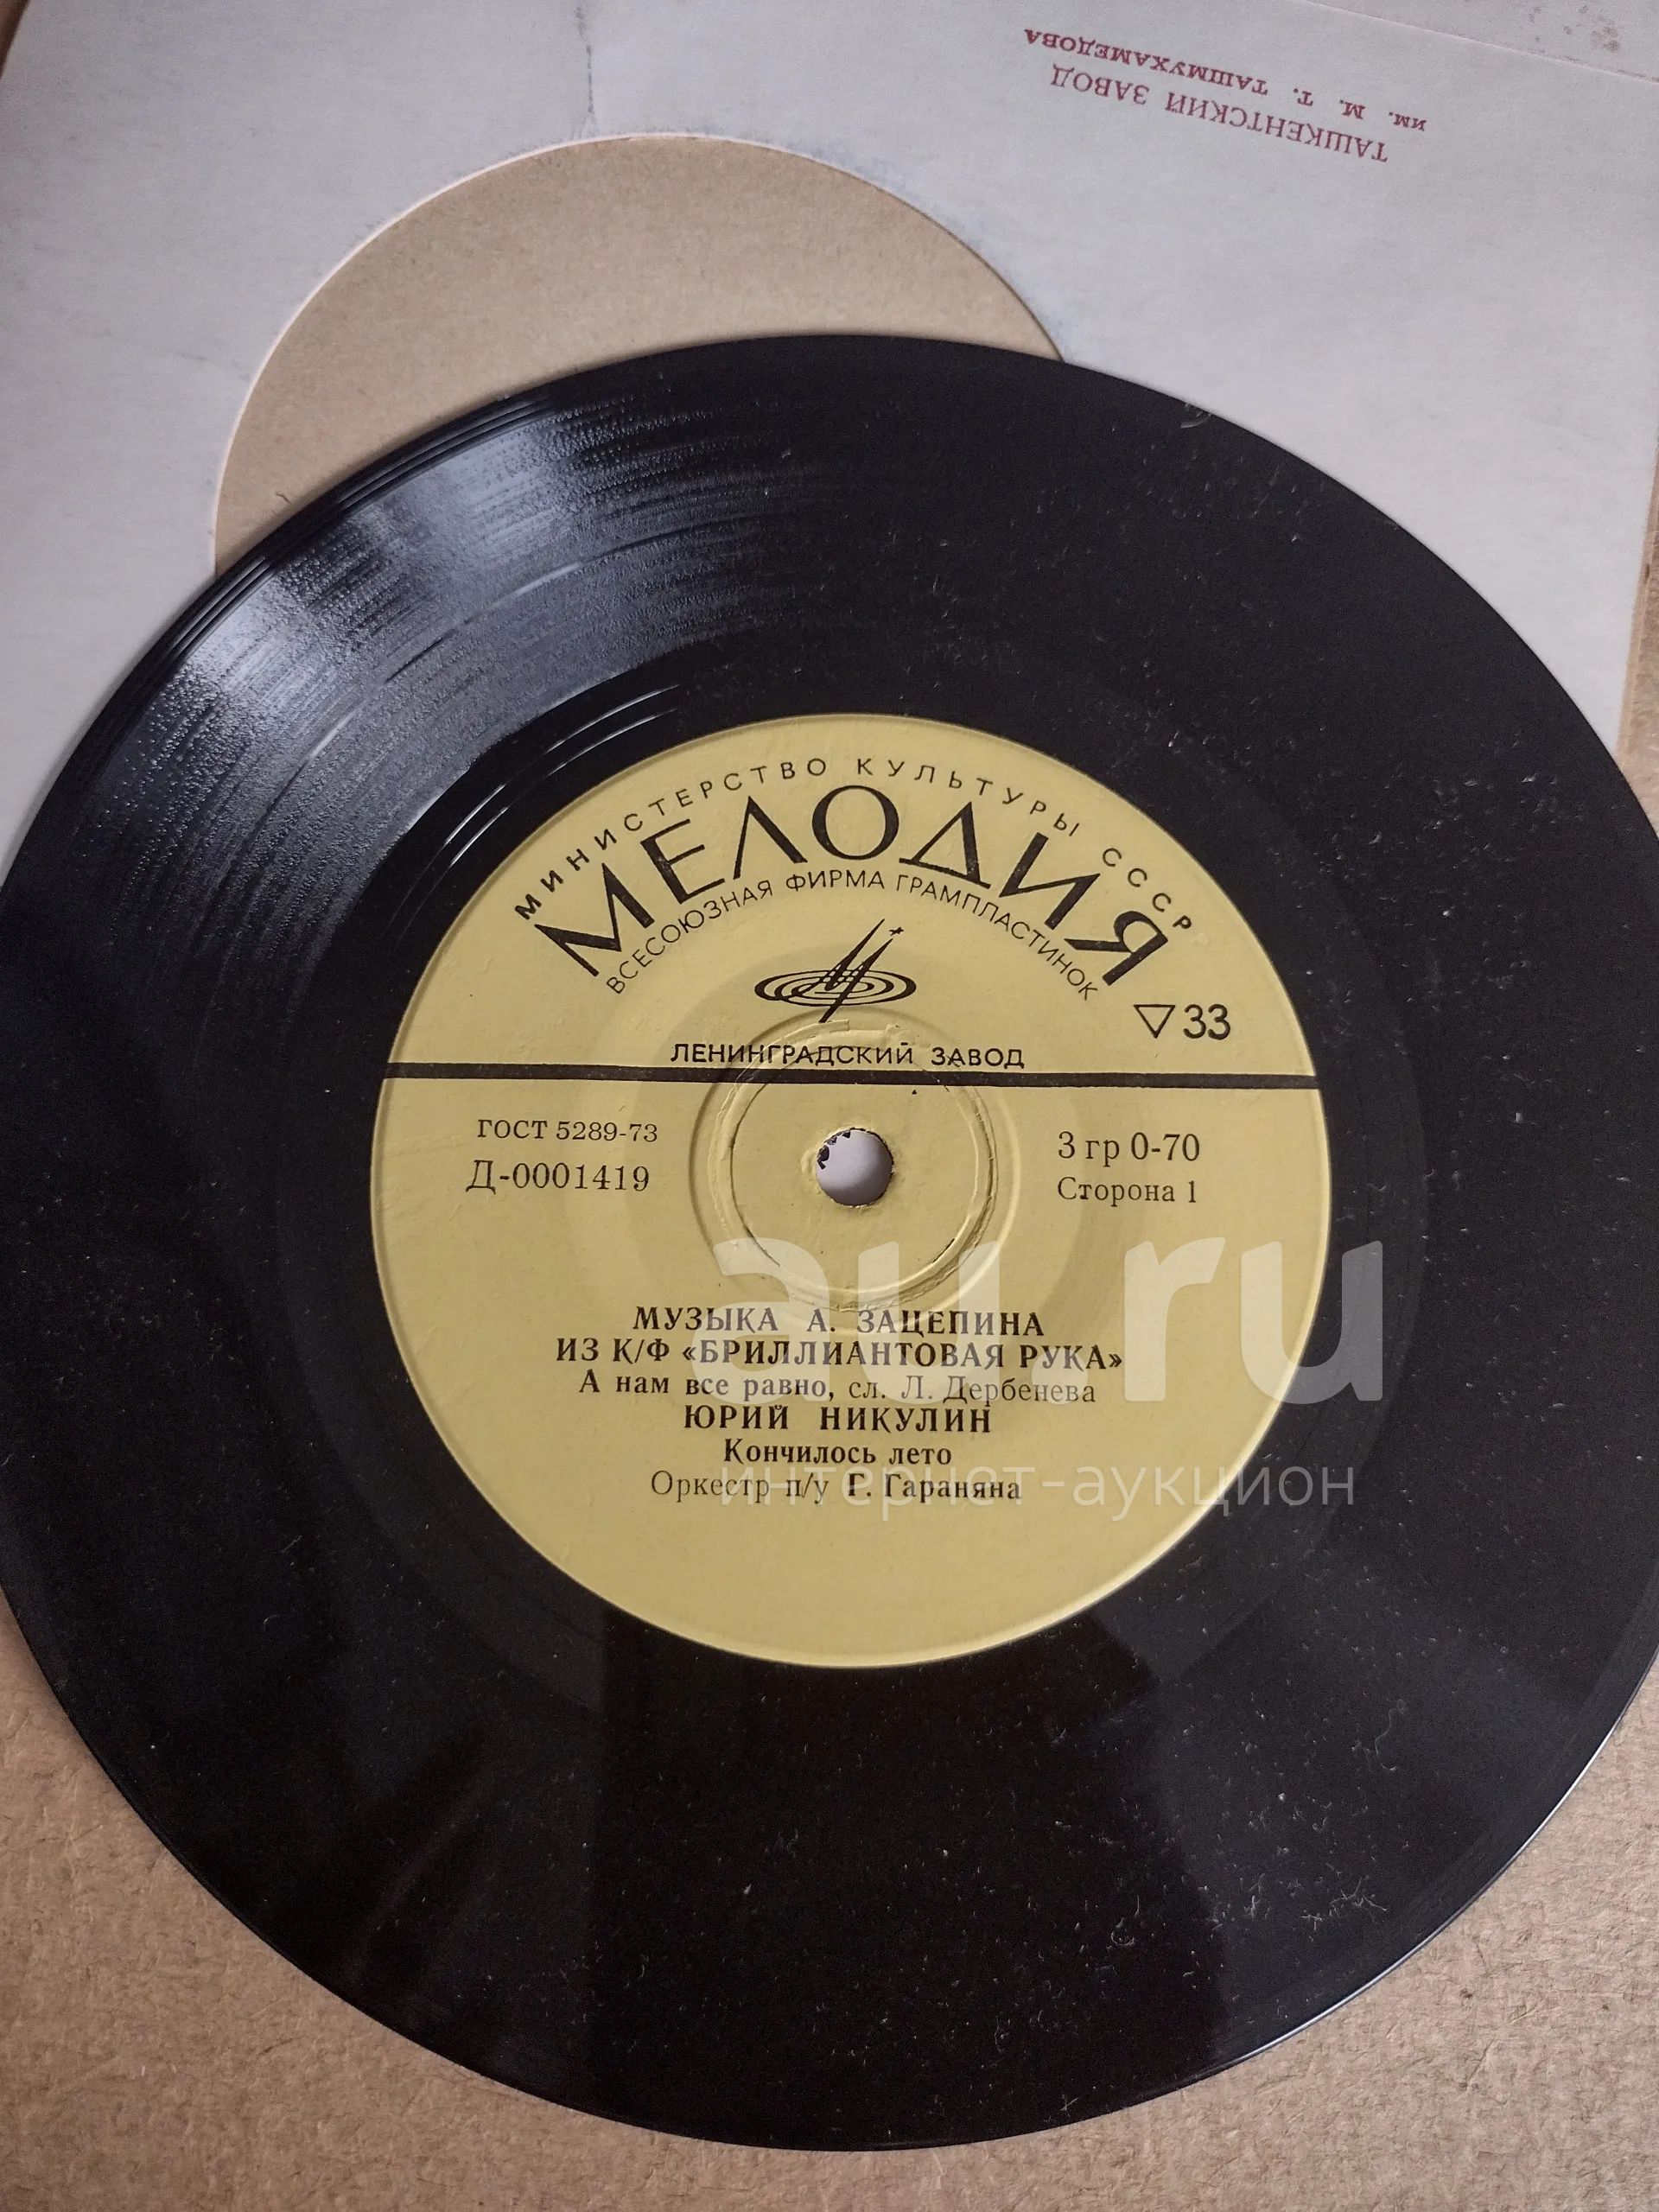 ТАШКЕНТСКИЙ ЗАВОД
им. М. Т. ТАШМУХАМЕДОВА
МИНИСТЕРСТВО КУЛЬТУРЫ СССР
МЕЛОДИЯ
ВСЕСОЮЗНАЯ ФИРМА ГРАМПЛАСТИНОК
▽33
ЛЕНИНГРАДСКИЙ ЗАВОД
ГОСТ 5289-73
Д-0001419
3 гр 0-70
Сторона 1
МУЗЫКА А. ЗАЦЕПИНА
ИЗ К/Ф «БРИЛЛИАНТОВАЯ РУКА»
А нам все равно, сл. Л. Дербенева
ЮРИЙ НИКУЛИН
Кончилось лето
Оркестр п/у Г. Гараняна
au.ru
интернет-аукцион